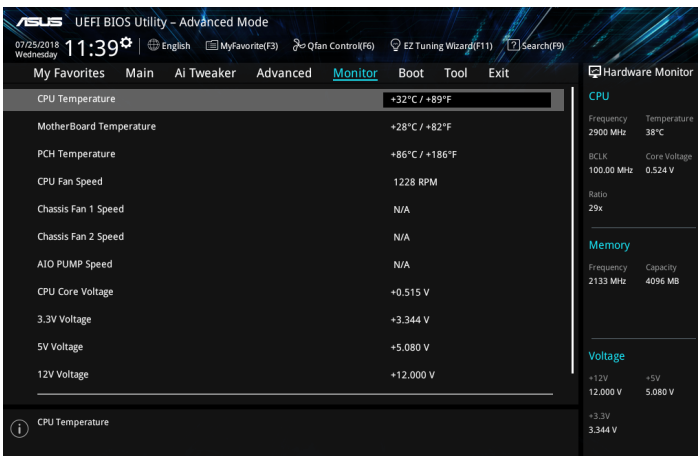 ASUS UEFI BIOS Utility – Advanced Mode
07/25/2018 Wednesday 11:39 English MyFavorite(F3) Qfan Control(F6) EZ Tuning Wizard(F11) ? Search(F9)
My Favorites Main Ai Tweaker Advanced Monitor Boot Tool Exit
CPU Temperature +32°C / +89°F
MotherBoard Temperature +28°C / +82°F
PCH Temperature +86°C / +186°F
CPU Fan Speed 1228 RPM
Chassis Fan 1 Speed N/A
Chassis Fan 2 Speed N/A
AIO PUMP Speed N/A
CPU Core Voltage +0.515 V
3.3V Voltage +3.344 V
5V Voltage +5.080 V
12V Voltage +12.000 V
i CPU Temperature
Hardware Monitor
CPU
Frequency Temperature
2900 MHz 38°C
BCLK Core Voltage
100.00 MHz 0.524 V
Ratio
29x
Memory
Frequency Capacity
2133 MHz 4096 MB
Voltage
+12V +5V
12.000 V 5.080 V
+3.3V
3.344 V